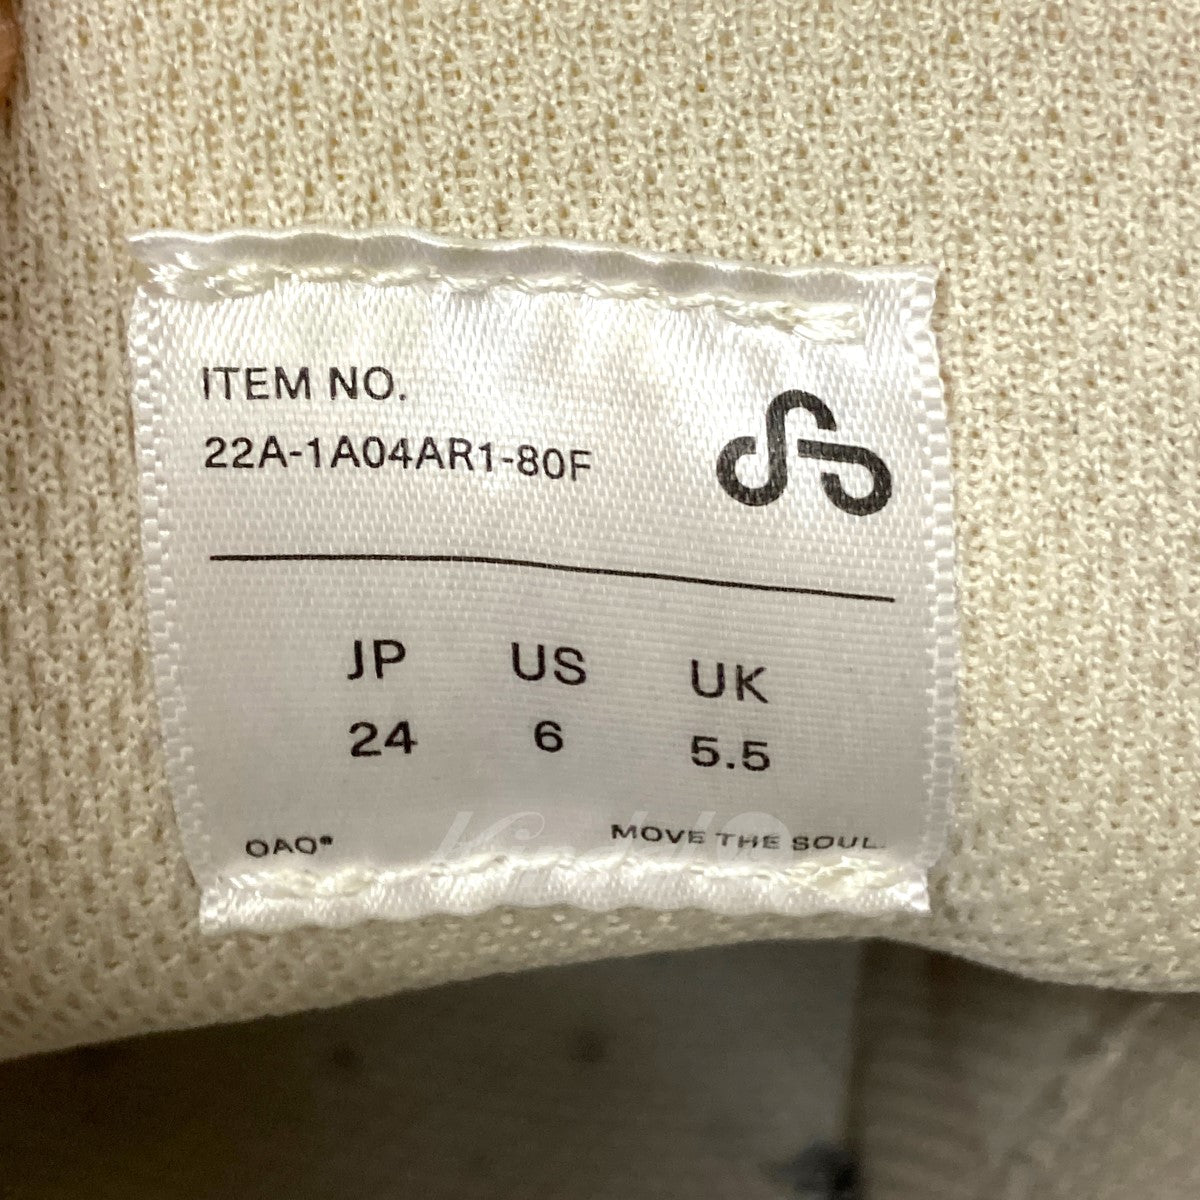 ITEM NO.
22A-1A04AR1-80F
JP US UK
24 6 5.5
OAO" MOVE THE SOUL.